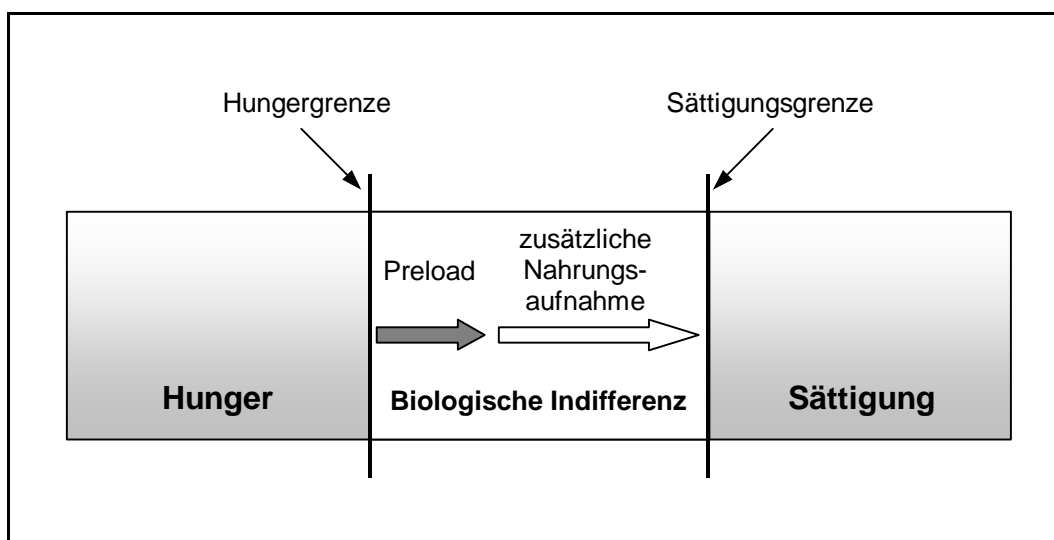 Hungergrenze
Sättigungsgrenze
Preload
zusätzliche
Nahrungs-
aufnahme
Hunger
Biologische Indifferenz
Sättigung